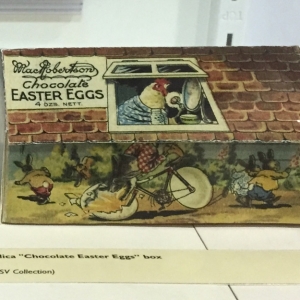 MacRobertson
Chocolate
EASTER EGGS
4 OZS. NETT.
lica "Chocolate Easter Eggs" box
SV Collection)